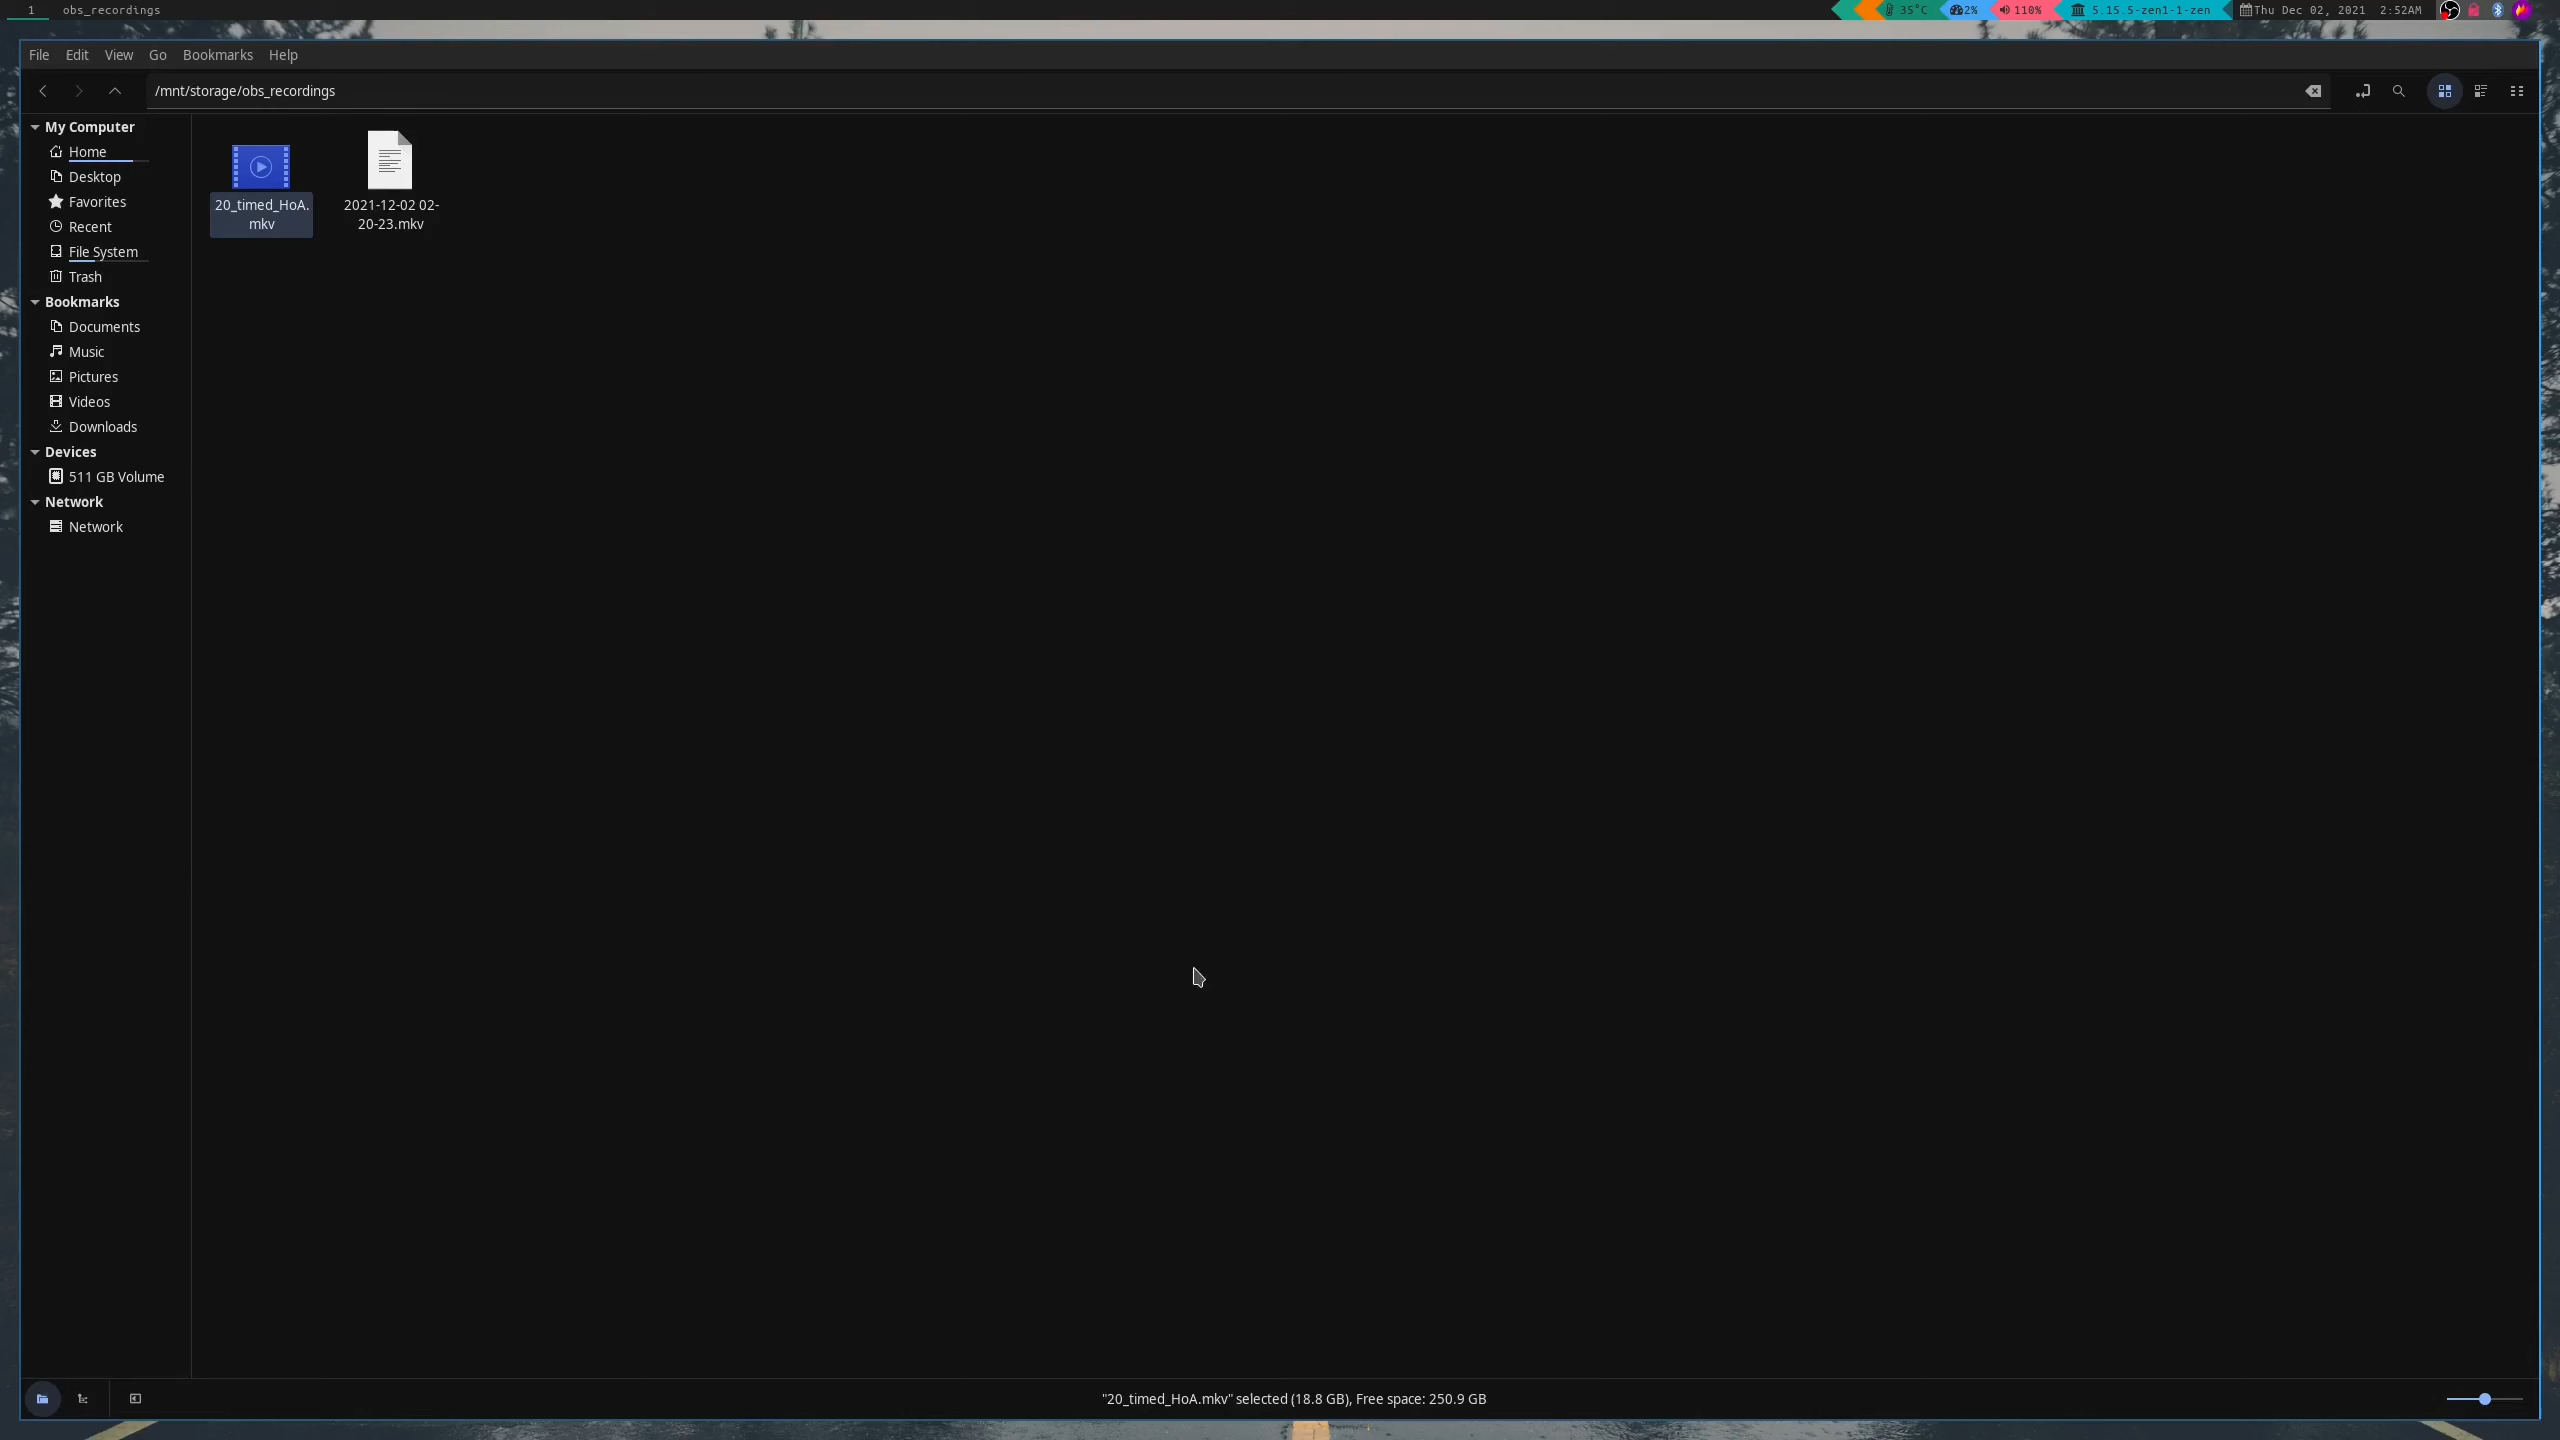 1 obs_recordings 35°C 2% 110% 5.15.5-zen1-1-zen Thu Dec 02, 2021 2:52AM
File Edit View Go Bookmarks Help
/mnt/storage/obs_recordings
My Computer
Home
Desktop
Favorites
Recent
File System
Trash
Bookmarks
Documents
Music
Pictures
Videos
Downloads
Devices
511 GB Volume
Network
Network
20_timed_HoA.
mkv
2021-12-02 02-
20-23.mkv
"20_timed_HoA.mkv" selected (18.8 GB), Free space: 250.9 GB